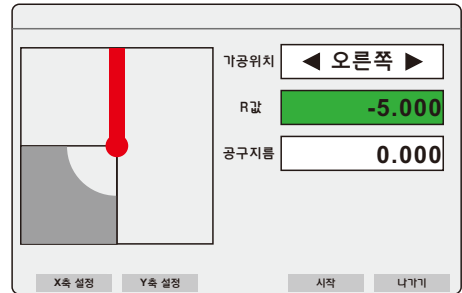 가공위치 ◀ 오른쪽 ▶
R값 -5.000
공구지름 0.000
X축 설정 Y축 설정 시작 나가기